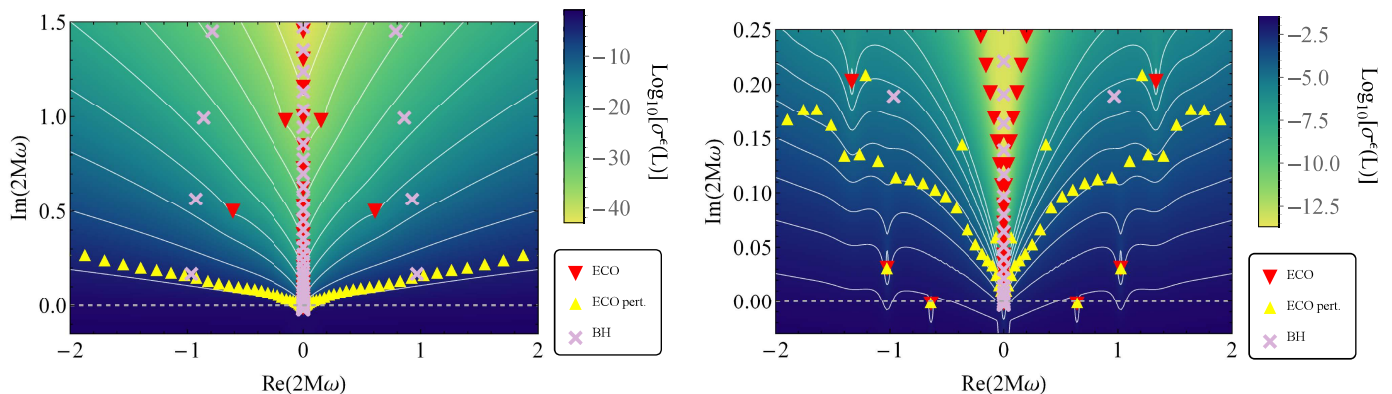 1.5
1.0
0.5
0.0
Im(2Mω)
−2
−1
0
1
2
Re(2Mω)
−10
−20
−30
−40
Log₁₀[σᵋ(L)]
ECO
ECO pert.
BH
0.25
0.20
0.15
0.10
0.05
0.00
Im(2Mω)
−2
−1
0
1
2
Re(2Mω)
−2.5
−5.0
−7.5
−10.0
−12.5
Log₁₀[σᵋ(L)]
ECO
ECO pert.
BH